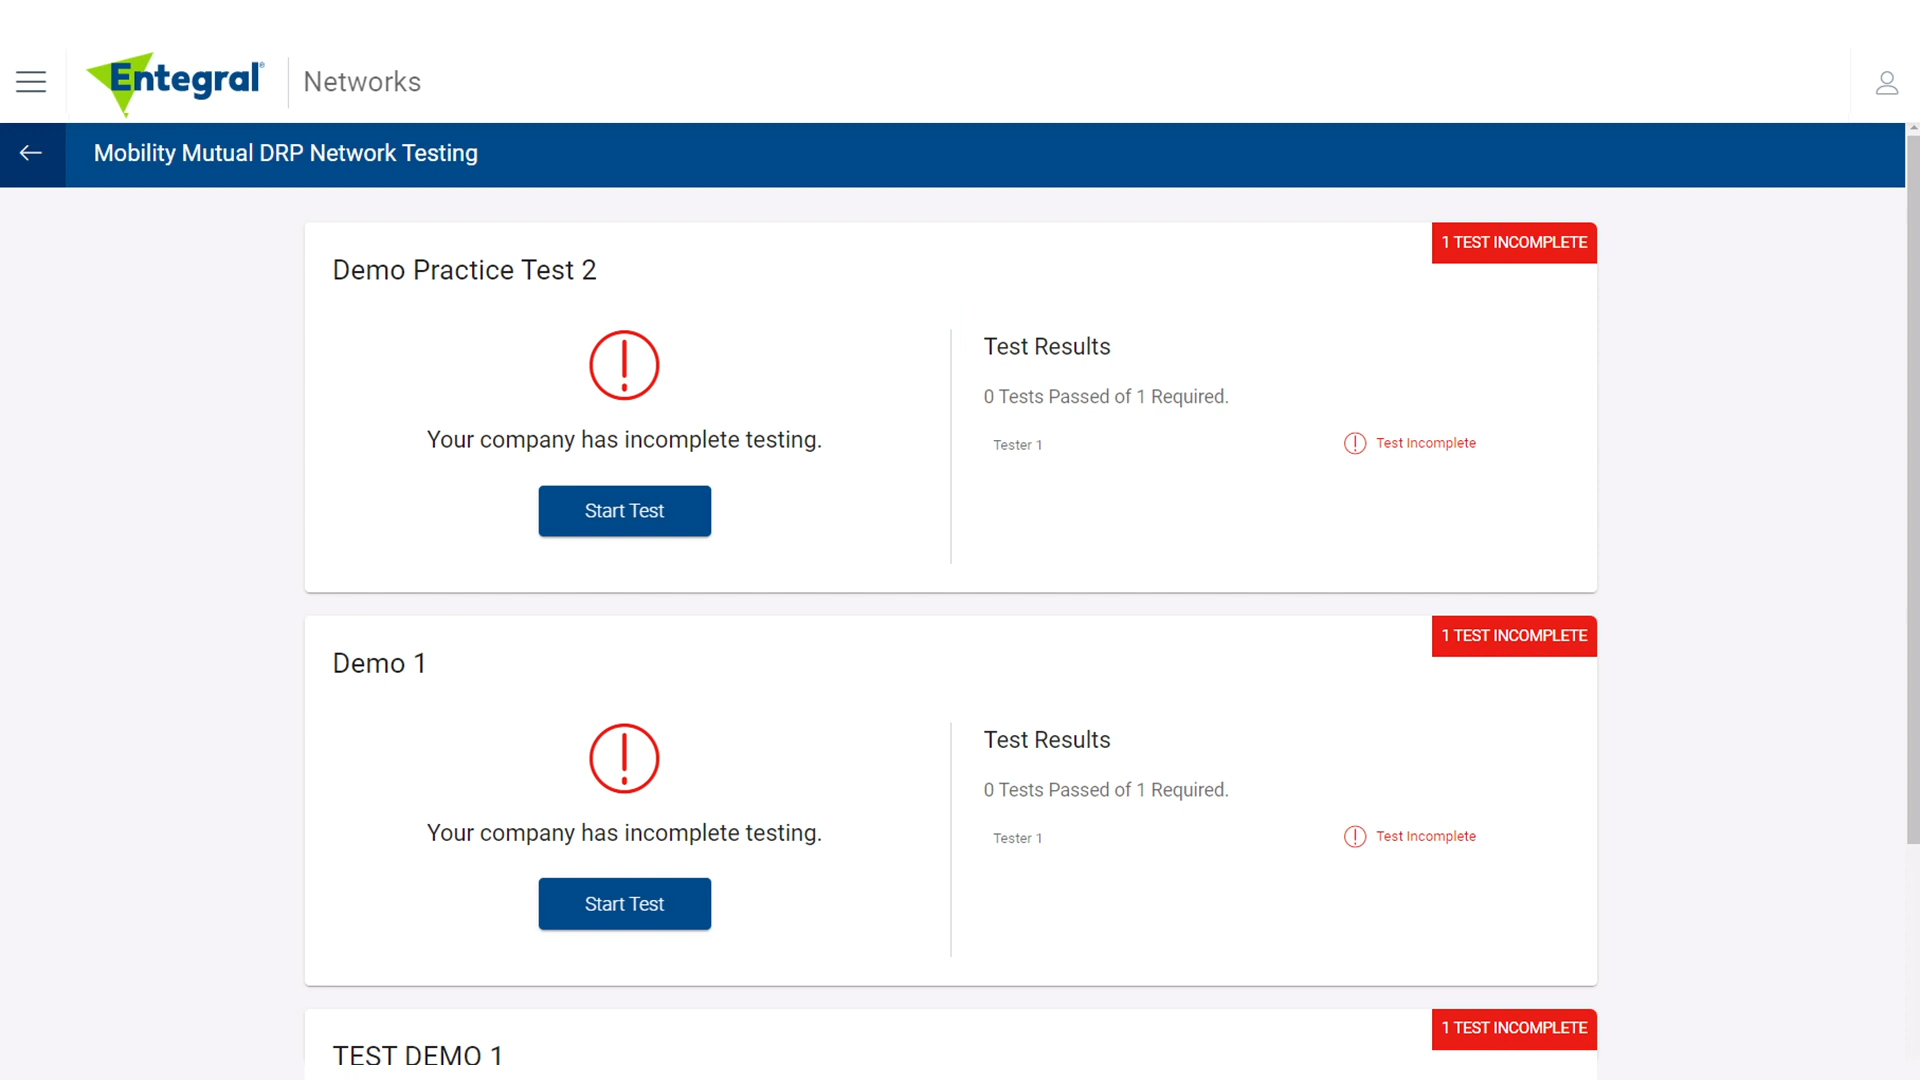 Entegral®
Networks
Mobility Mutual DRP Network Testing
1 TEST INCOMPLETE
Demo Practice Test 2
Your company has incomplete testing.
Start Test
Test Results
0 Tests Passed of 1 Required.
Tester 1
Test Incomplete
1 TEST INCOMPLETE
Demo 1
Your company has incomplete testing.
Start Test
Test Results
0 Tests Passed of 1 Required.
Tester 1
Test Incomplete
1 TEST INCOMPLETE
TEST DEMO 1